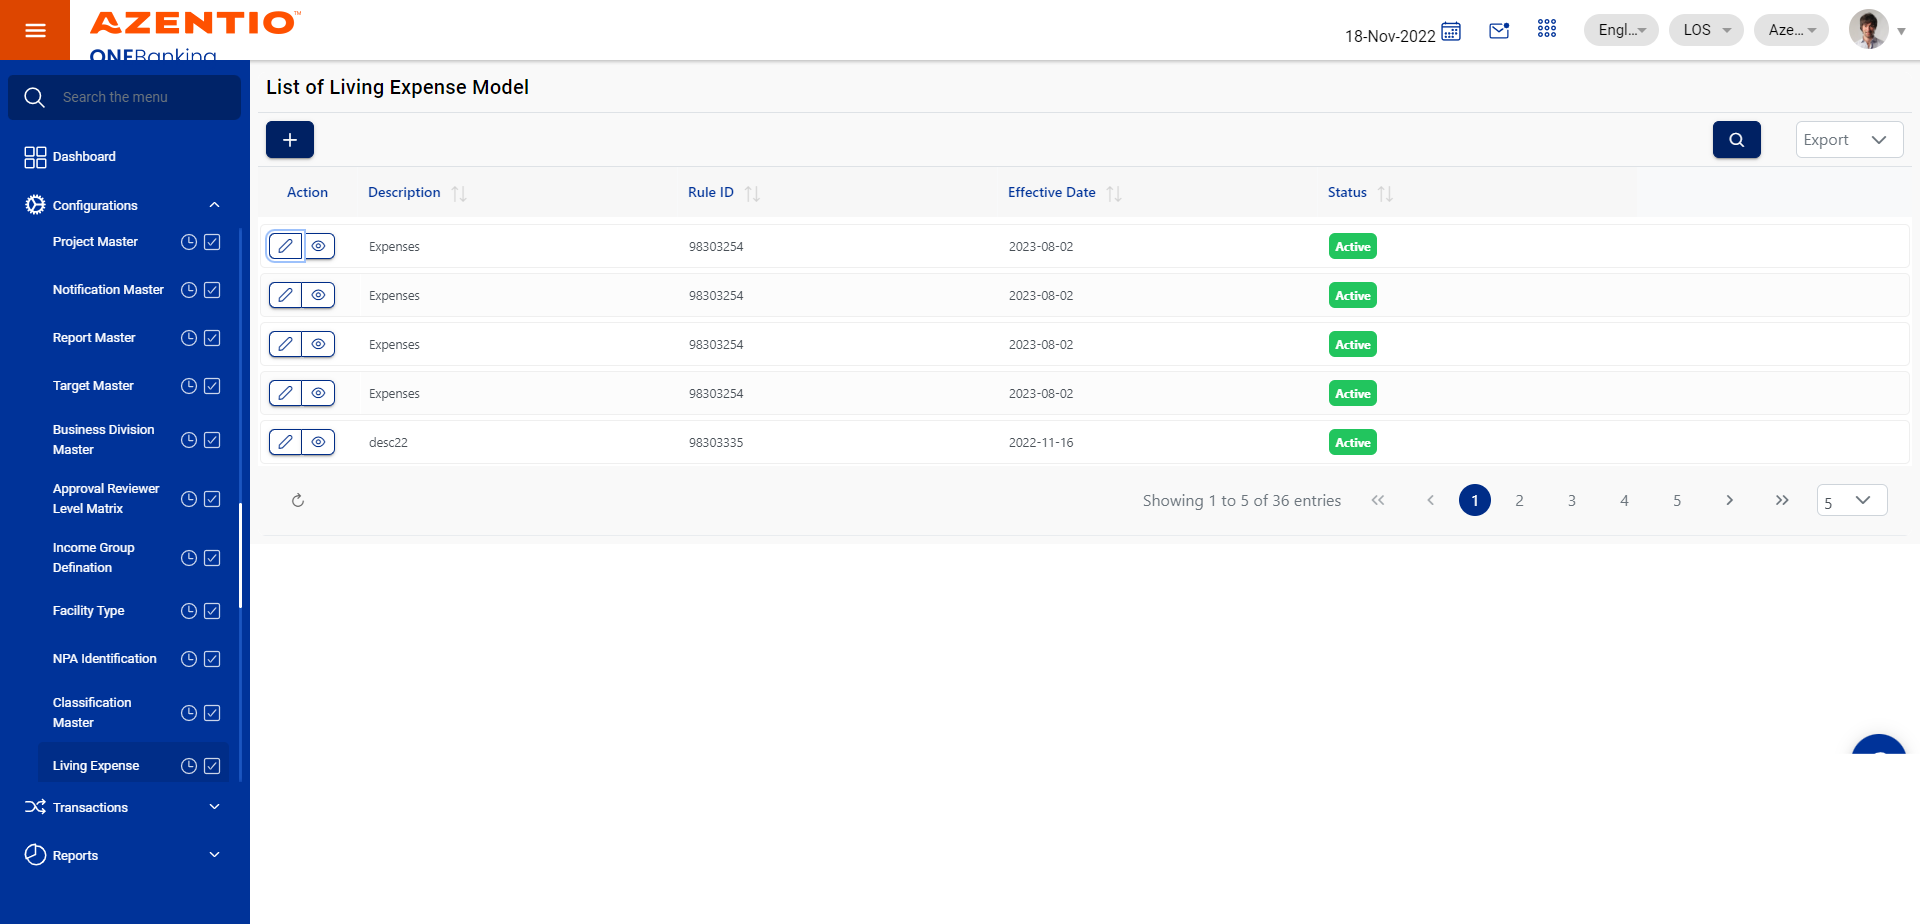 AZENTIO™
ONEBanking
18-Nov-2022
Engl...
LOS
Aze...
Search the menu
Dashboard
Configurations
Project Master
Notification Master
Report Master
Target Master
Business Division
Master
Approval Reviewer
Level Matrix
Income Group
Defination
Facility Type
NPA Identification
Classification
Master
Living Expense
Transactions
Reports
List of Living Expense Model
Export
Action Description Rule ID Effective Date Status
Expenses 98303254 2023-08-02 Active
Expenses 98303254 2023-08-02 Active
Expenses 98303254 2023-08-02 Active
Expenses 98303254 2023-08-02 Active
desc22 98303335 2022-11-16 Active
Showing 1 to 5 of 36 entries << < 1 2 3 4 5 > >> 5